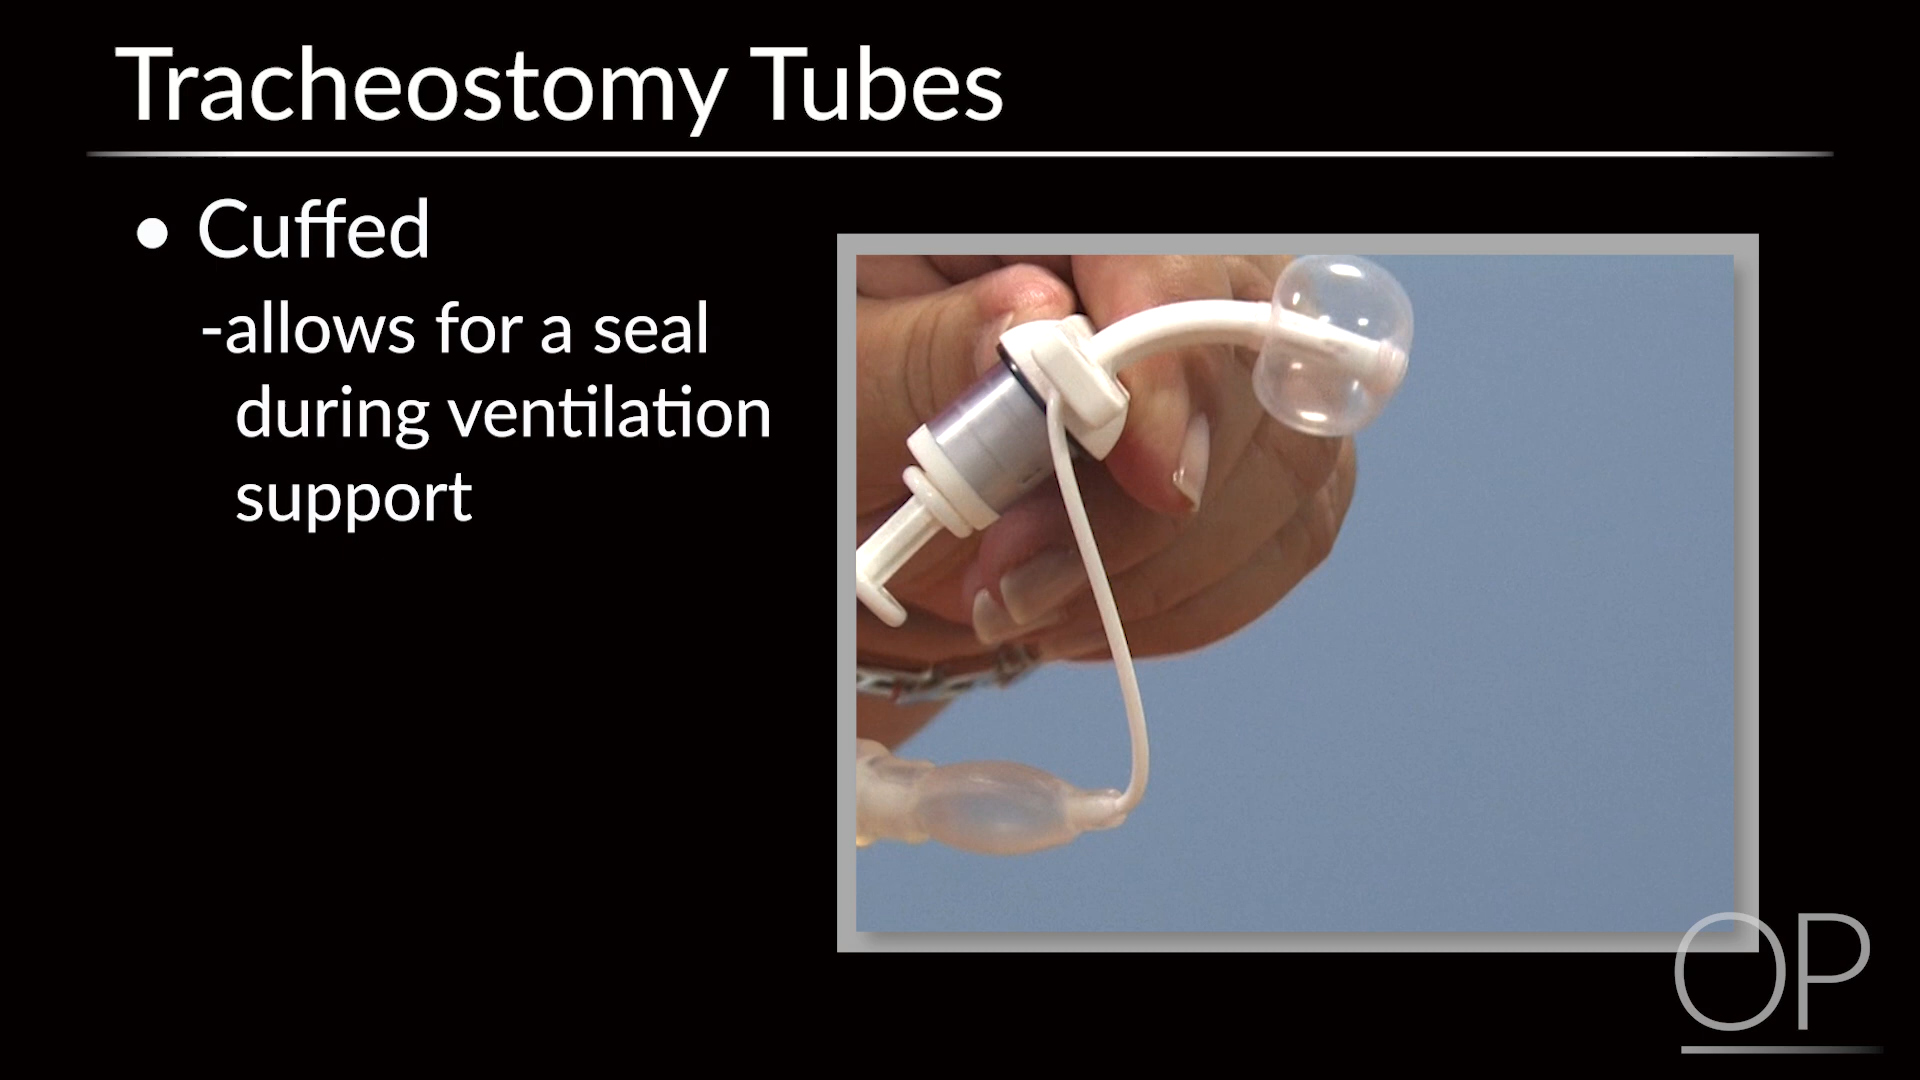 Tracheostomy Tubes
• Cuffed
-allows for a seal
during ventilation
support
OP